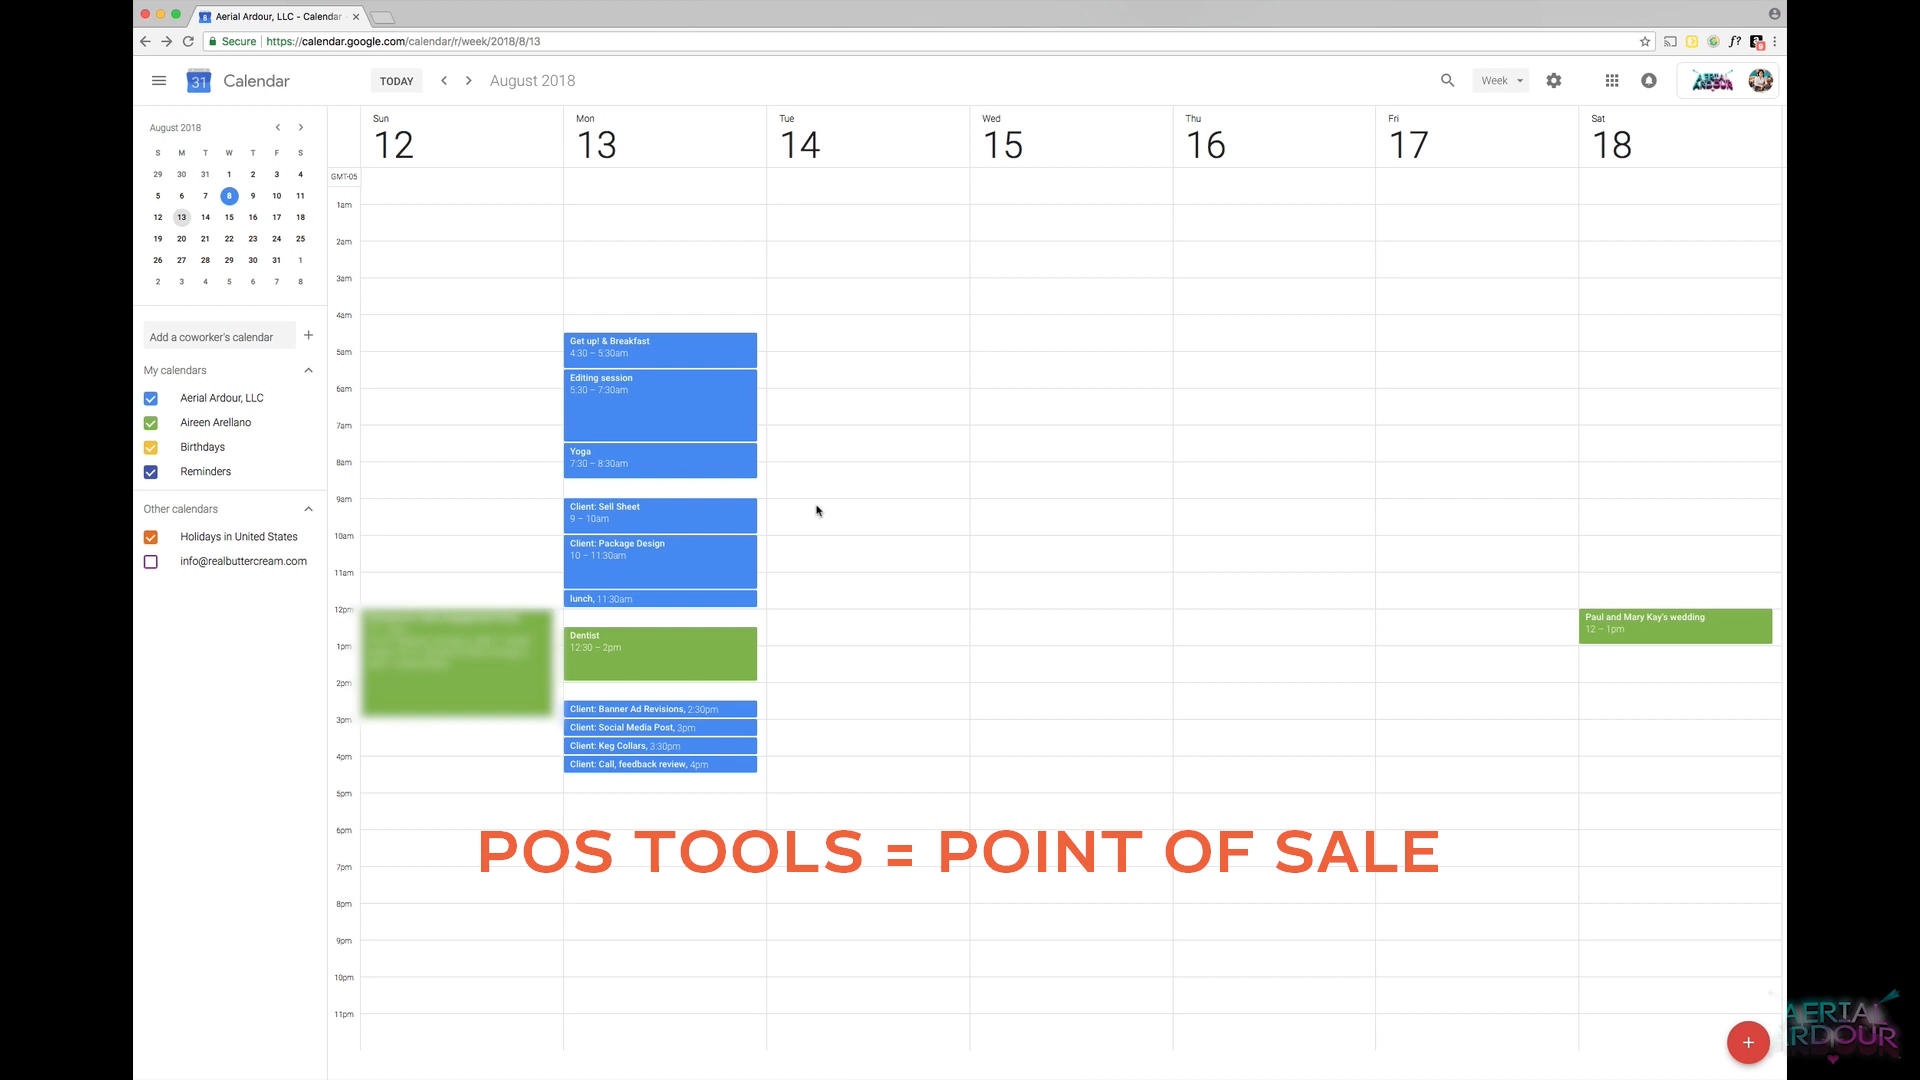 Aerial Ardour, LLC - Calendar
Secure https://calendar.google.com/calendar/r/week/2018/8/13
31 Calendar TODAY August 2018 Week AERIAL ARDOUR
August 2018
S M T W T F S
29 30 31 1 2 3 4
5 6 7 8 9 10 11
12 13 14 15 16 17 18
19 20 21 22 23 24 25
26 27 28 29 30 31 1
2 3 4 5 6 7 8
Add a coworker's calendar +
My calendars
Aerial Ardour, LLC
Aireen Arellano
Birthdays
Reminders
Other calendars
Holidays in United States
info@realbuttercream.com
Sun Mon Tue Wed Thu Fri Sat
12 13 14 15 16 17 18
GMT-05
1am
2am
3am
4am
5am
6am
7am
8am
9am
10am
11am
12pm
1pm
2pm
3pm
4pm
5pm
6pm
7pm
8pm
9pm
10pm
11pm
Get up! & Breakfast
4:30 – 5:30am
Editing session
5:30 – 7:30am
Yoga
7:30 – 8:30am
Client: Sell Sheet
9 – 10am
Client: Package Design
10 – 11:30am
lunch, 11:30am
Dentist
12:30 – 2pm
Client: Banner Ad Revisions, 2:30pm
Client: Social Media Post, 3pm
Client: Keg Collars, 3:30pm
Client: Call, feedback review, 4pm
Paul and Mary Kay's wedding
12 – 1pm
POS TOOLS = POINT OF SALE
AERIAL
ARDOUR